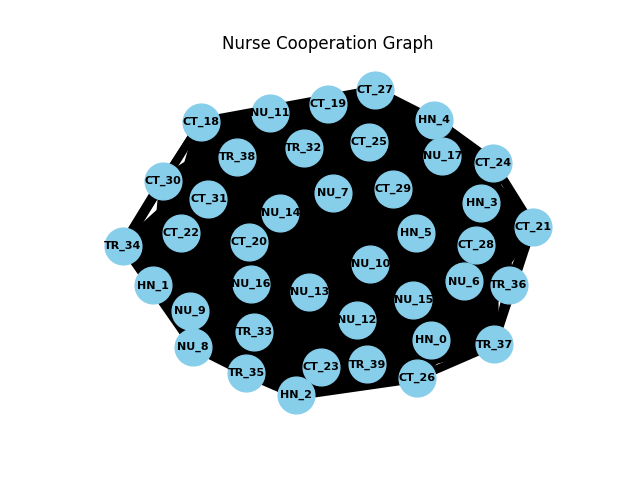 Nurse Cooperation Graph
CT_27
CT_19
NU_11
HN_4
CT_18
CT_25
TR_32
NU_17
TR_38
CT_24
CT_30
CT_29
NU_7
CT_31
HN_3
NU_14
CT_21
CT_22
HN_5
CT_20
CT_28
TR_34
NU_10
NU_6
NU_16
HN_1
TR_36
NU_13
NU_15
NU_9
NU_12
TR_33
HN_0
TR_37
NU_8
TR_39
CT_23
TR_35
CT_26
HN_2